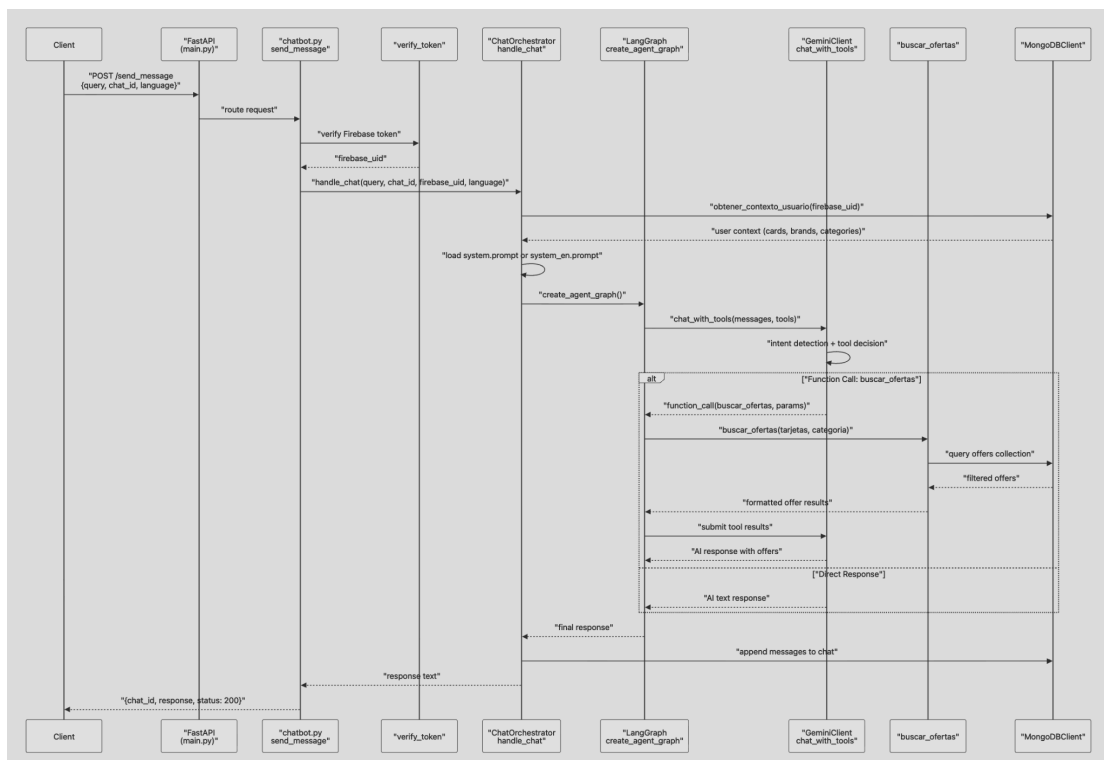 Client
"FastAPI
(main.py)"
"chatbot.py
send_message"
"verify_token"
"ChatOrchestrator
handle_chat"
"LangGraph
create_agent_graph"
"GeminiClient
chat_with_tools"
"buscar_ofertas"
"MongoDBClient"
"POST /send_message
{query, chat_id, language}"
"route request"
"verify Firebase token"
"firebase_uid"
"handle_chat(query, chat_id, firebase_uid, language)"
"obtener_contexto_usuario(firebase_uid)"
"user context (cards, brands, categories)"
"load system.prompt or system_en.prompt"
"create_agent_graph()"
"chat_with_tools(messages, tools)"
"intent detection + tool decision"
alt
["Function Call: buscar_ofertas"]
"function_call(buscar_ofertas, params)"
"buscar_ofertas(tarjetas, categoria)"
"query offers collection"
"filtered offers"
"formatted offer results"
"submit tool results"
"AI response with offers"
["Direct Response"]
"AI text response"
"final response"
"append messages to chat"
"response text"
"{chat_id, response, status: 200}"
Client
"FastAPI
(main.py)"
"chatbot.py
send_message"
"verify_token"
"ChatOrchestrator
handle_chat"
"LangGraph
create_agent_graph"
"GeminiClient
chat_with_tools"
"buscar_ofertas"
"MongoDBClient"